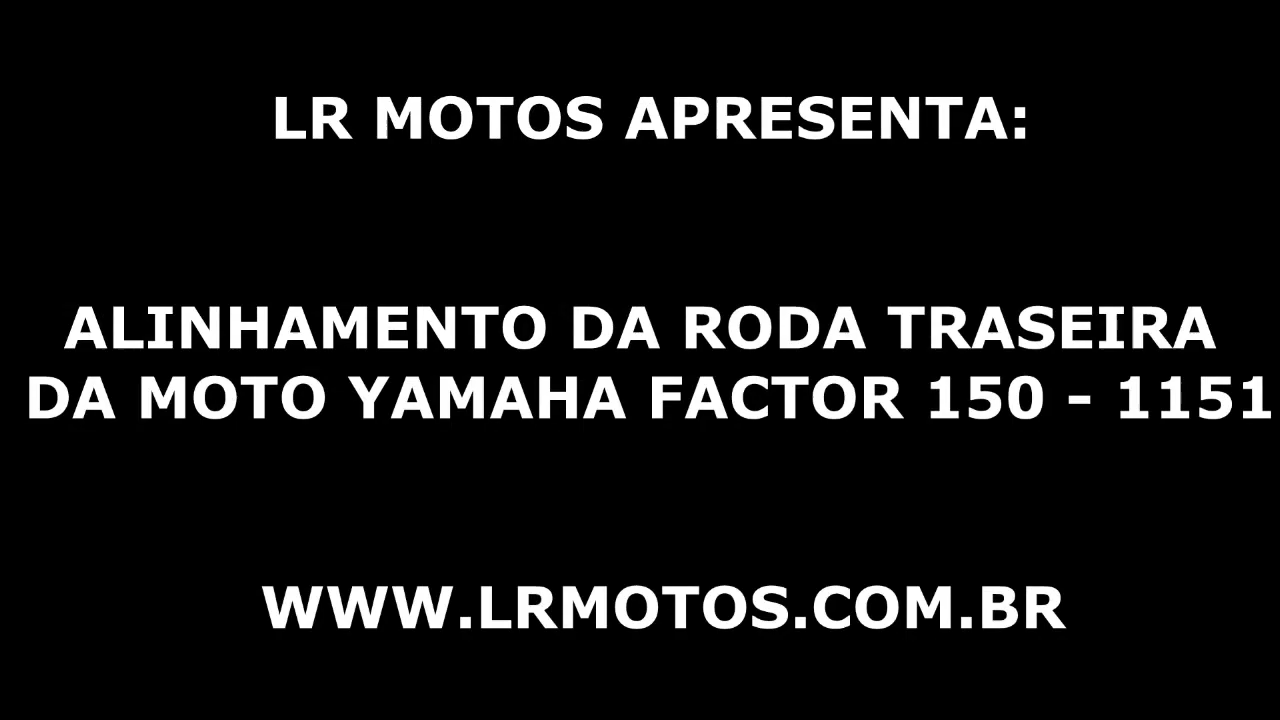 LR MOTOS APRESENTA:
ALINHAMENTO DA RODA TRASEIRA
DA MOTO YAMAHA FACTOR 150 - 1151
WWW.LRMOTOS.COM.BR